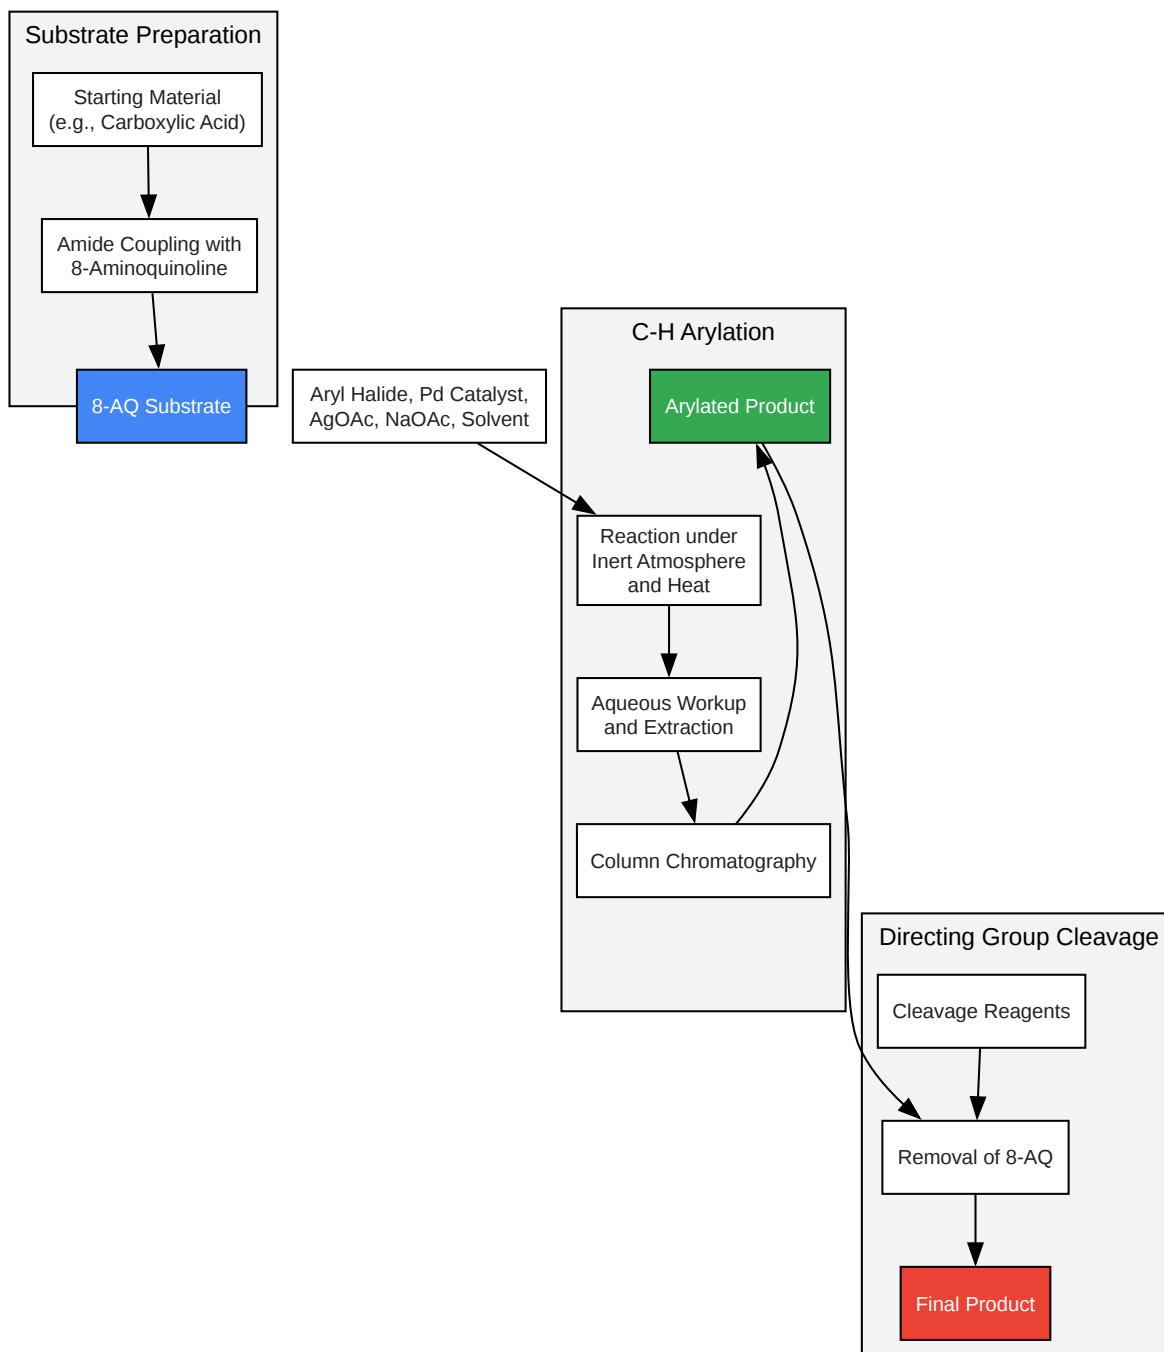 Substrate Preparation
Starting Material
(e.g., Carboxylic Acid)
Amide Coupling with
8-Aminoquinoline
8-AQ Substrate
Aryl Halide, Pd Catalyst,
AgOAc, NaOAc, Solvent
C-H Arylation
Arylated Product
Reaction under
Inert Atmosphere
and Heat
Aqueous Workup
and Extraction
Column Chromatography
Directing Group Cleavage
Cleavage Reagents
Removal of 8-AQ
Final Product